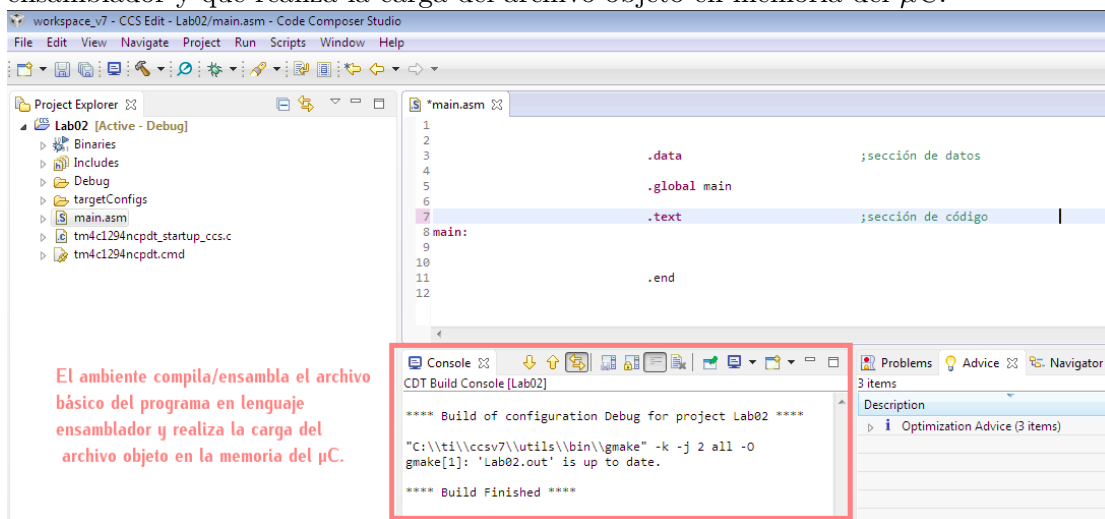 ensamblador y que realiza la carga del archivo objeto en memoria del µC.
workspace_v7 - CCS Edit - Lab02/main.asm - Code Composer Studio
File Edit View Navigate Project Run Scripts Window Help
Project Explorer
Lab02 [Active - Debug]
Binaries
Includes
Debug
targetConfigs
main.asm
tm4c1294ncpdt_startup_ccs.c
tm4c1294ncpdt.cmd
*main.asm
1
2
3 .data ;sección de datos
4
5 .global main
6
7 .text ;sección de código
8 main:
9
10
11 .end
12
El ambiente compila/ensambla el archivo
básico del programa en lenguaje
ensamblador y realiza la carga del
archivo objeto en la memoria del µC.
Console
CDT Build Console [Lab02]
**** Build of configuration Debug for project Lab02 ****
"C:\\ti\\ccsv7\\utils\\bin\\gmake" -k -j 2 all -O
gmake[1]: 'Lab02.out' is up to date.
**** Build Finished ****
Problems Advice Navigator
3 items
Description
i Optimization Advice (3 items)